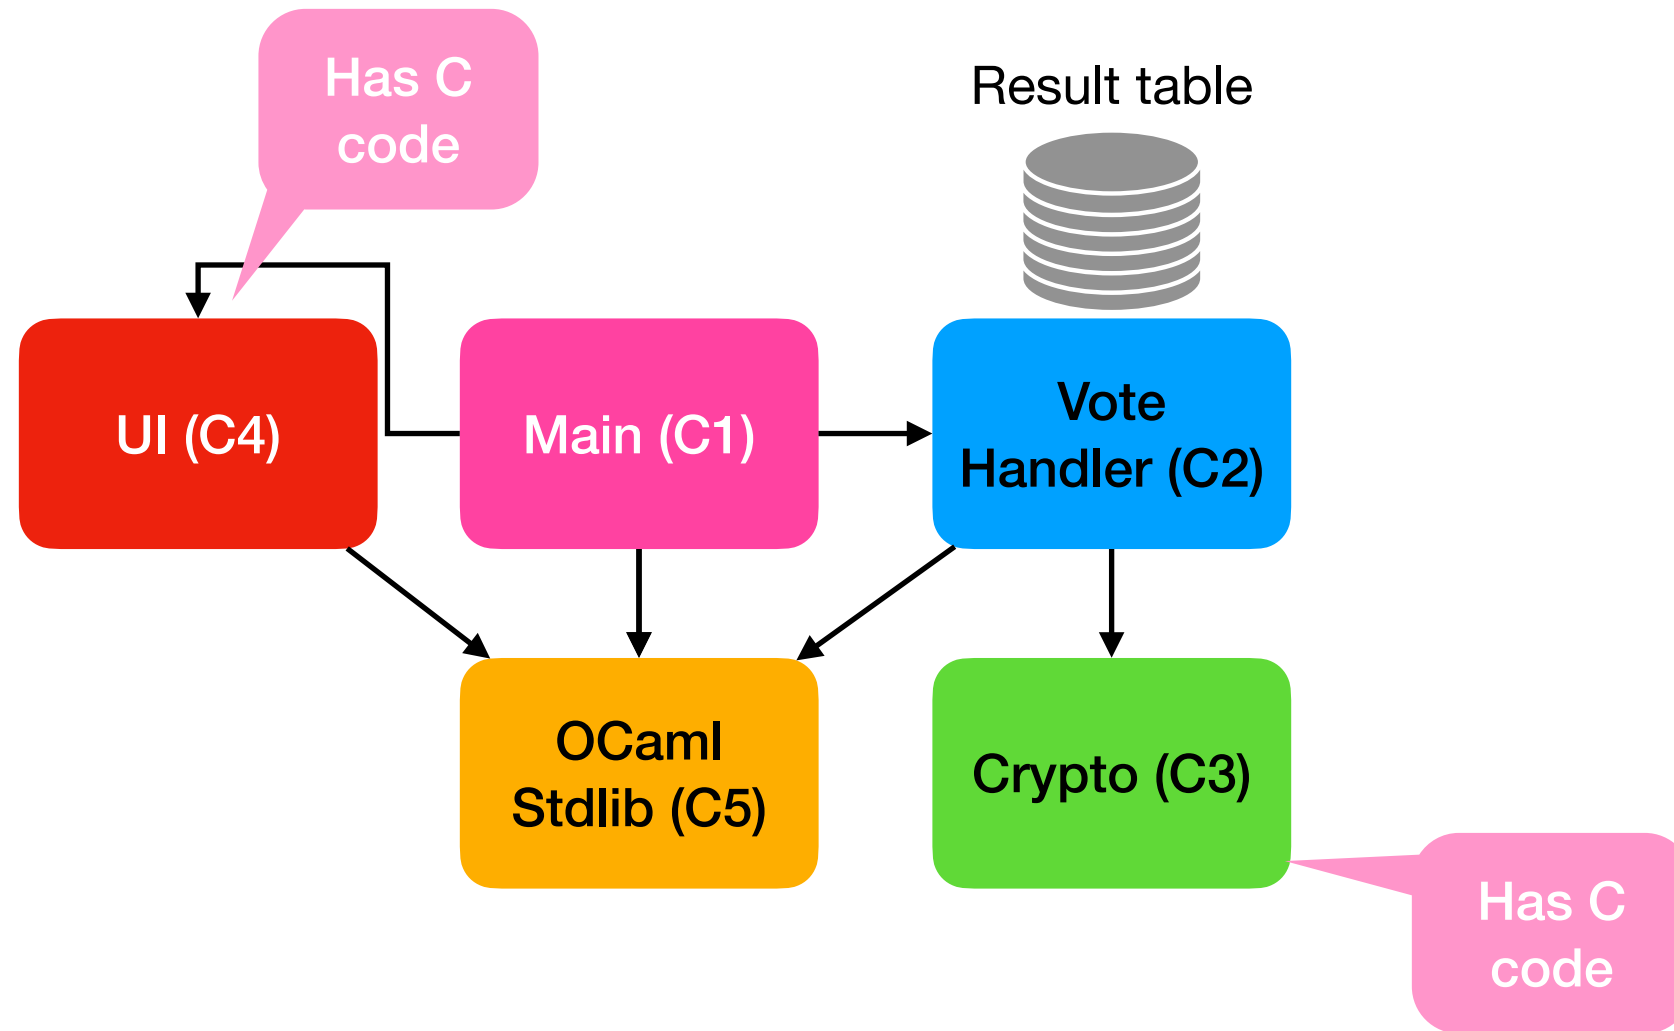 Has C
code
Result table
UI (C4)
Main (C1)
Vote
Handler (C2)
OCaml
Stdlib (C5)
Crypto (C3)
Has C
code